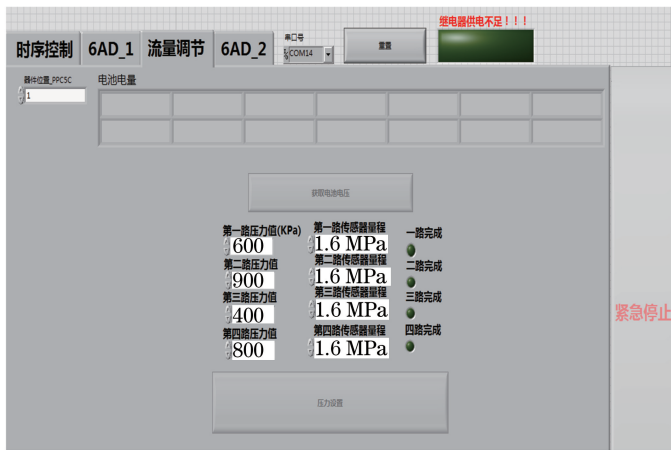 继电器供电不足！！！
时序控制 6AD_1 流量调节 6AD_2
串口号
COM14
重置
器件位置_PPC5C
1
电池电量
获取电池电压
第一路压力值(KPa) 第一路传感器量程 一路完成
600 1.6 MPa
第二路压力值 第二路传感器量程 二路完成
900 1.6 MPa
第三路压力值 第三路传感器量程 三路完成
400 1.6 MPa
第四路压力值 第四路传感器量程 四路完成
800 1.6 MPa
压力设置
紧急停止